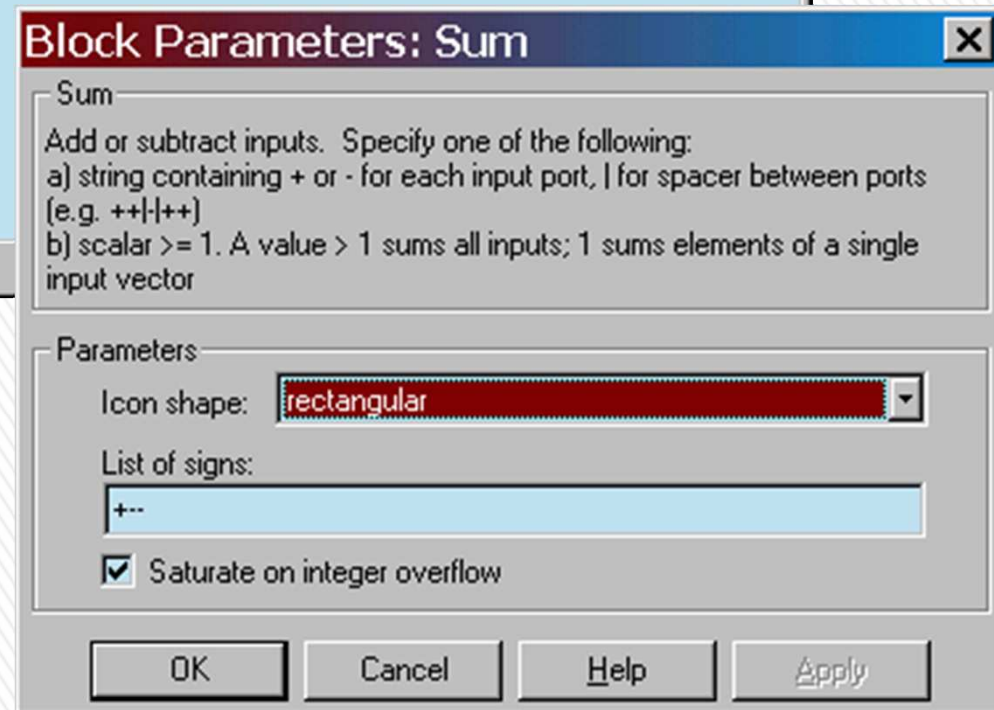 Block Parameters: Sum
Sum
Add or subtract inputs. Specify one of the following:
a) string containing + or - for each input port, | for spacer between ports
(e.g. ++|-|++)
b) scalar >= 1. A value > 1 sums all inputs; 1 sums elements of a single
input vector
Parameters
Icon shape: rectangular
List of signs:
+--
Saturate on integer overflow
OK Cancel Help Apply